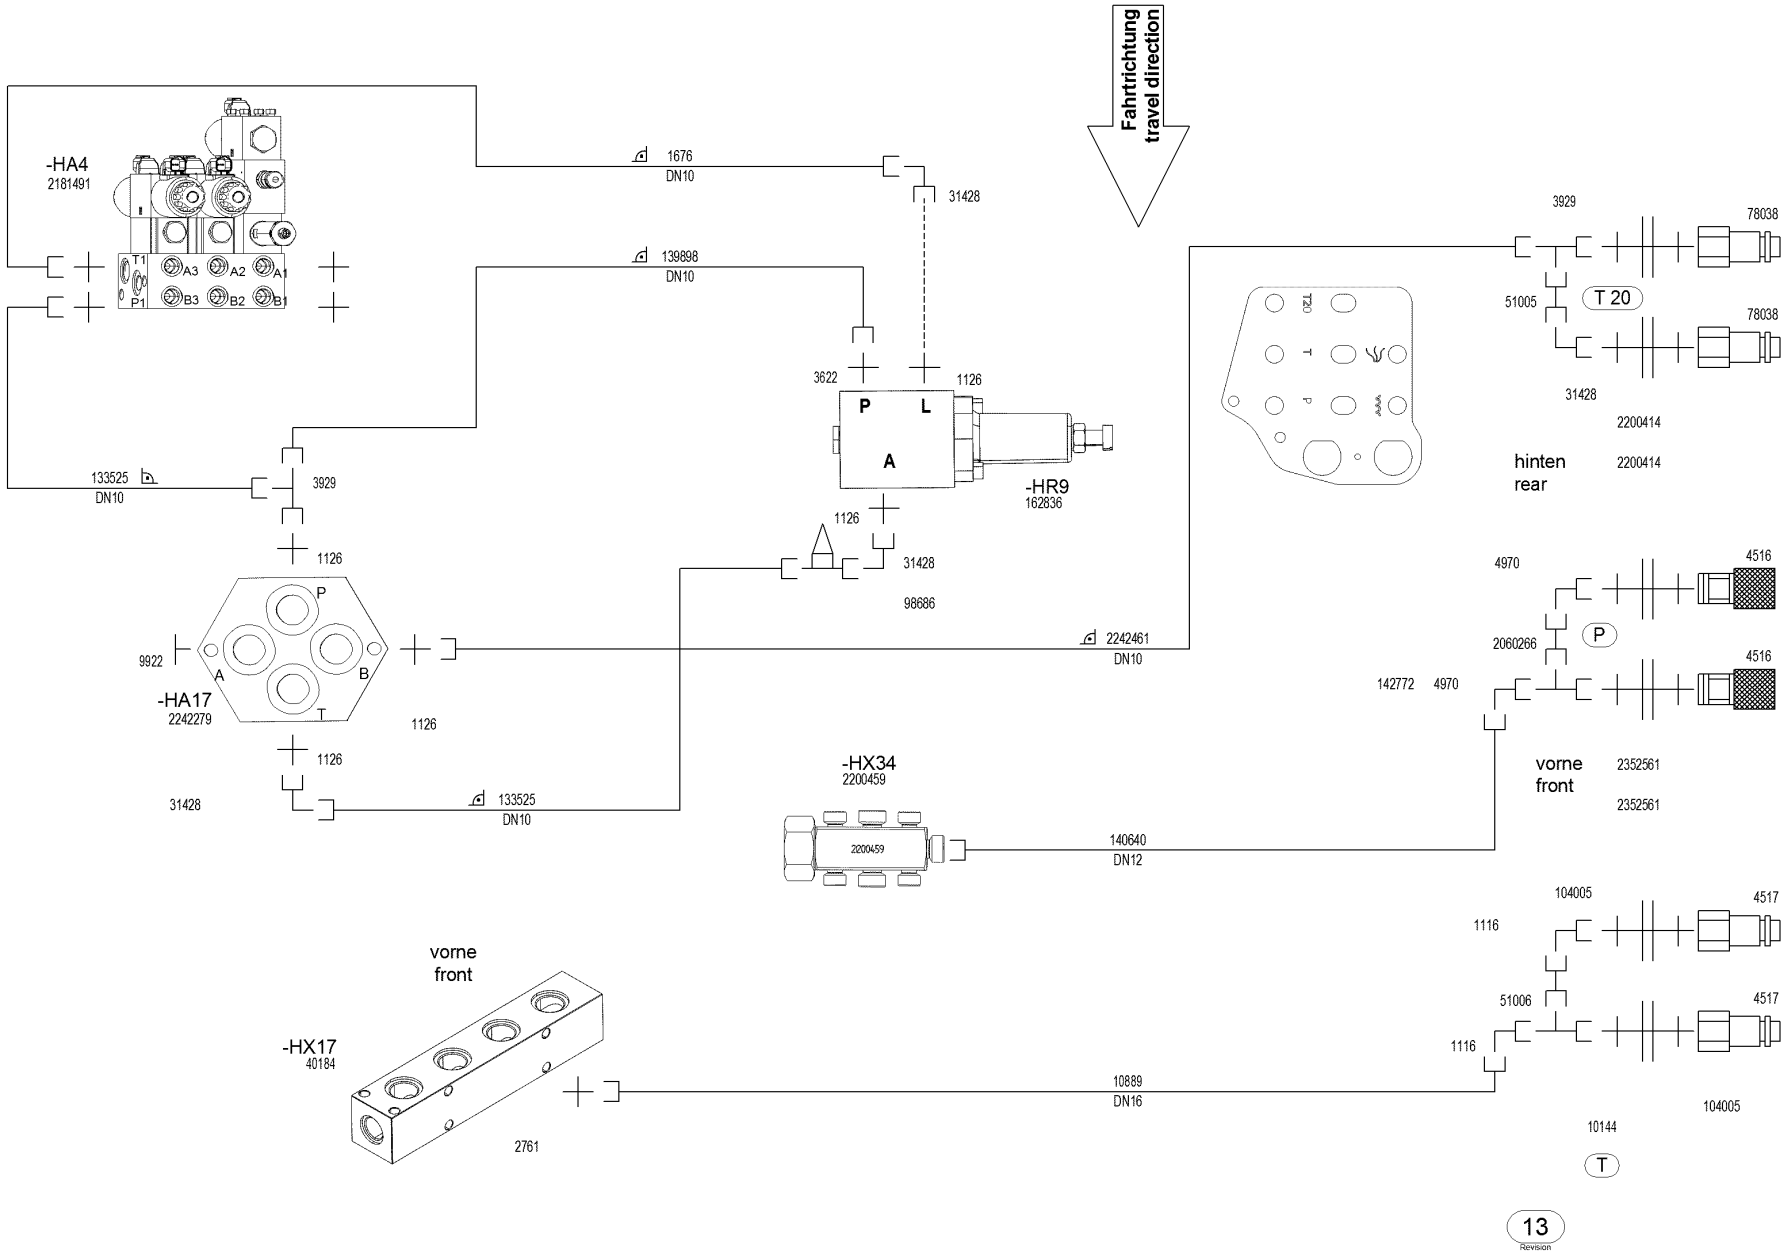 Fahrtrichtung
travel direction
-HA4
2181491
T1
P1
A3
A2
A1
B3
B2
B1
1676
DN10
31428
139898
DN10
3622
1126
P
L
A
-HR9
162836
1126
31428
98686
133525
DN10
3929
1126
P
A
B
T
9922
-HA17
2242279
1126
1126
31428
133525
DN10
2242461
DN10
3929
78038
51005
T 20
78038
31428
2200414
2200414
hinten
rear
T20
T
P
4970
4516
2060266
P
4516
142772
4970
vorne
front
2352561
2352561
-HX34
2200459
2200459
140640
DN12
104005
4517
1116
51006
4517
1116
104005
10144
T
vorne
front
-HX17
40184
2761
10889
DN16
13
Revision